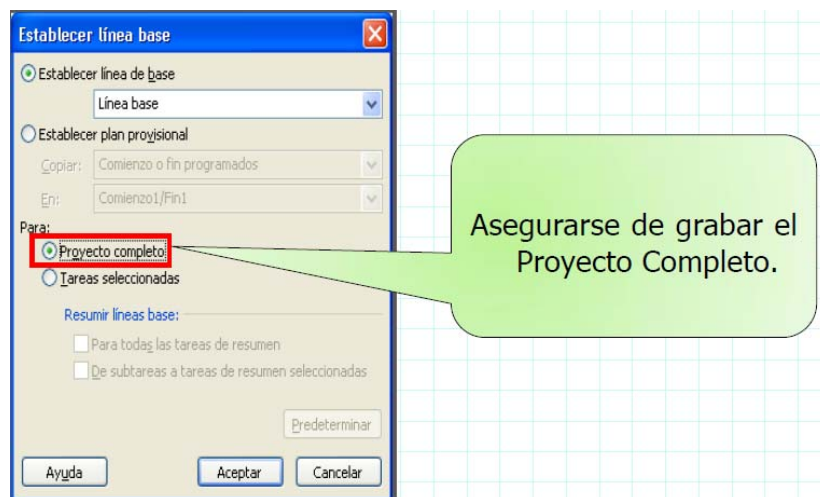 Establecer línea base
Establecer línea de base
Línea base
Establecer plan provisional
Copiar: Comienzo o fin programados
En: Comienzo1/Fin1
Para:
Proyecto completo
Tareas seleccionadas
Resumir líneas base:
Para todas las tareas de resumen
De subtareas a tareas de resumen seleccionadas
Predeterminar
Ayuda Aceptar Cancelar
Asegurarse de grabar el
Proyecto Completo.